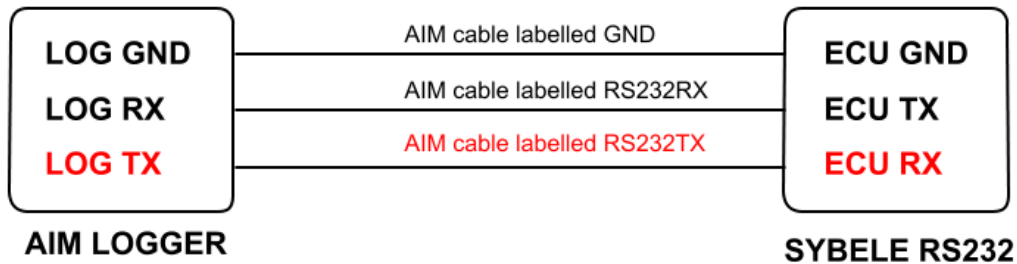 AIM cable labelled GND
LOG GND
ECU GND
AIM cable labelled RS232RX
LOG RX
ECU TX
AIM cable labelled RS232TX
LOG TX
ECU RX
AIM LOGGER
SYBELE RS232